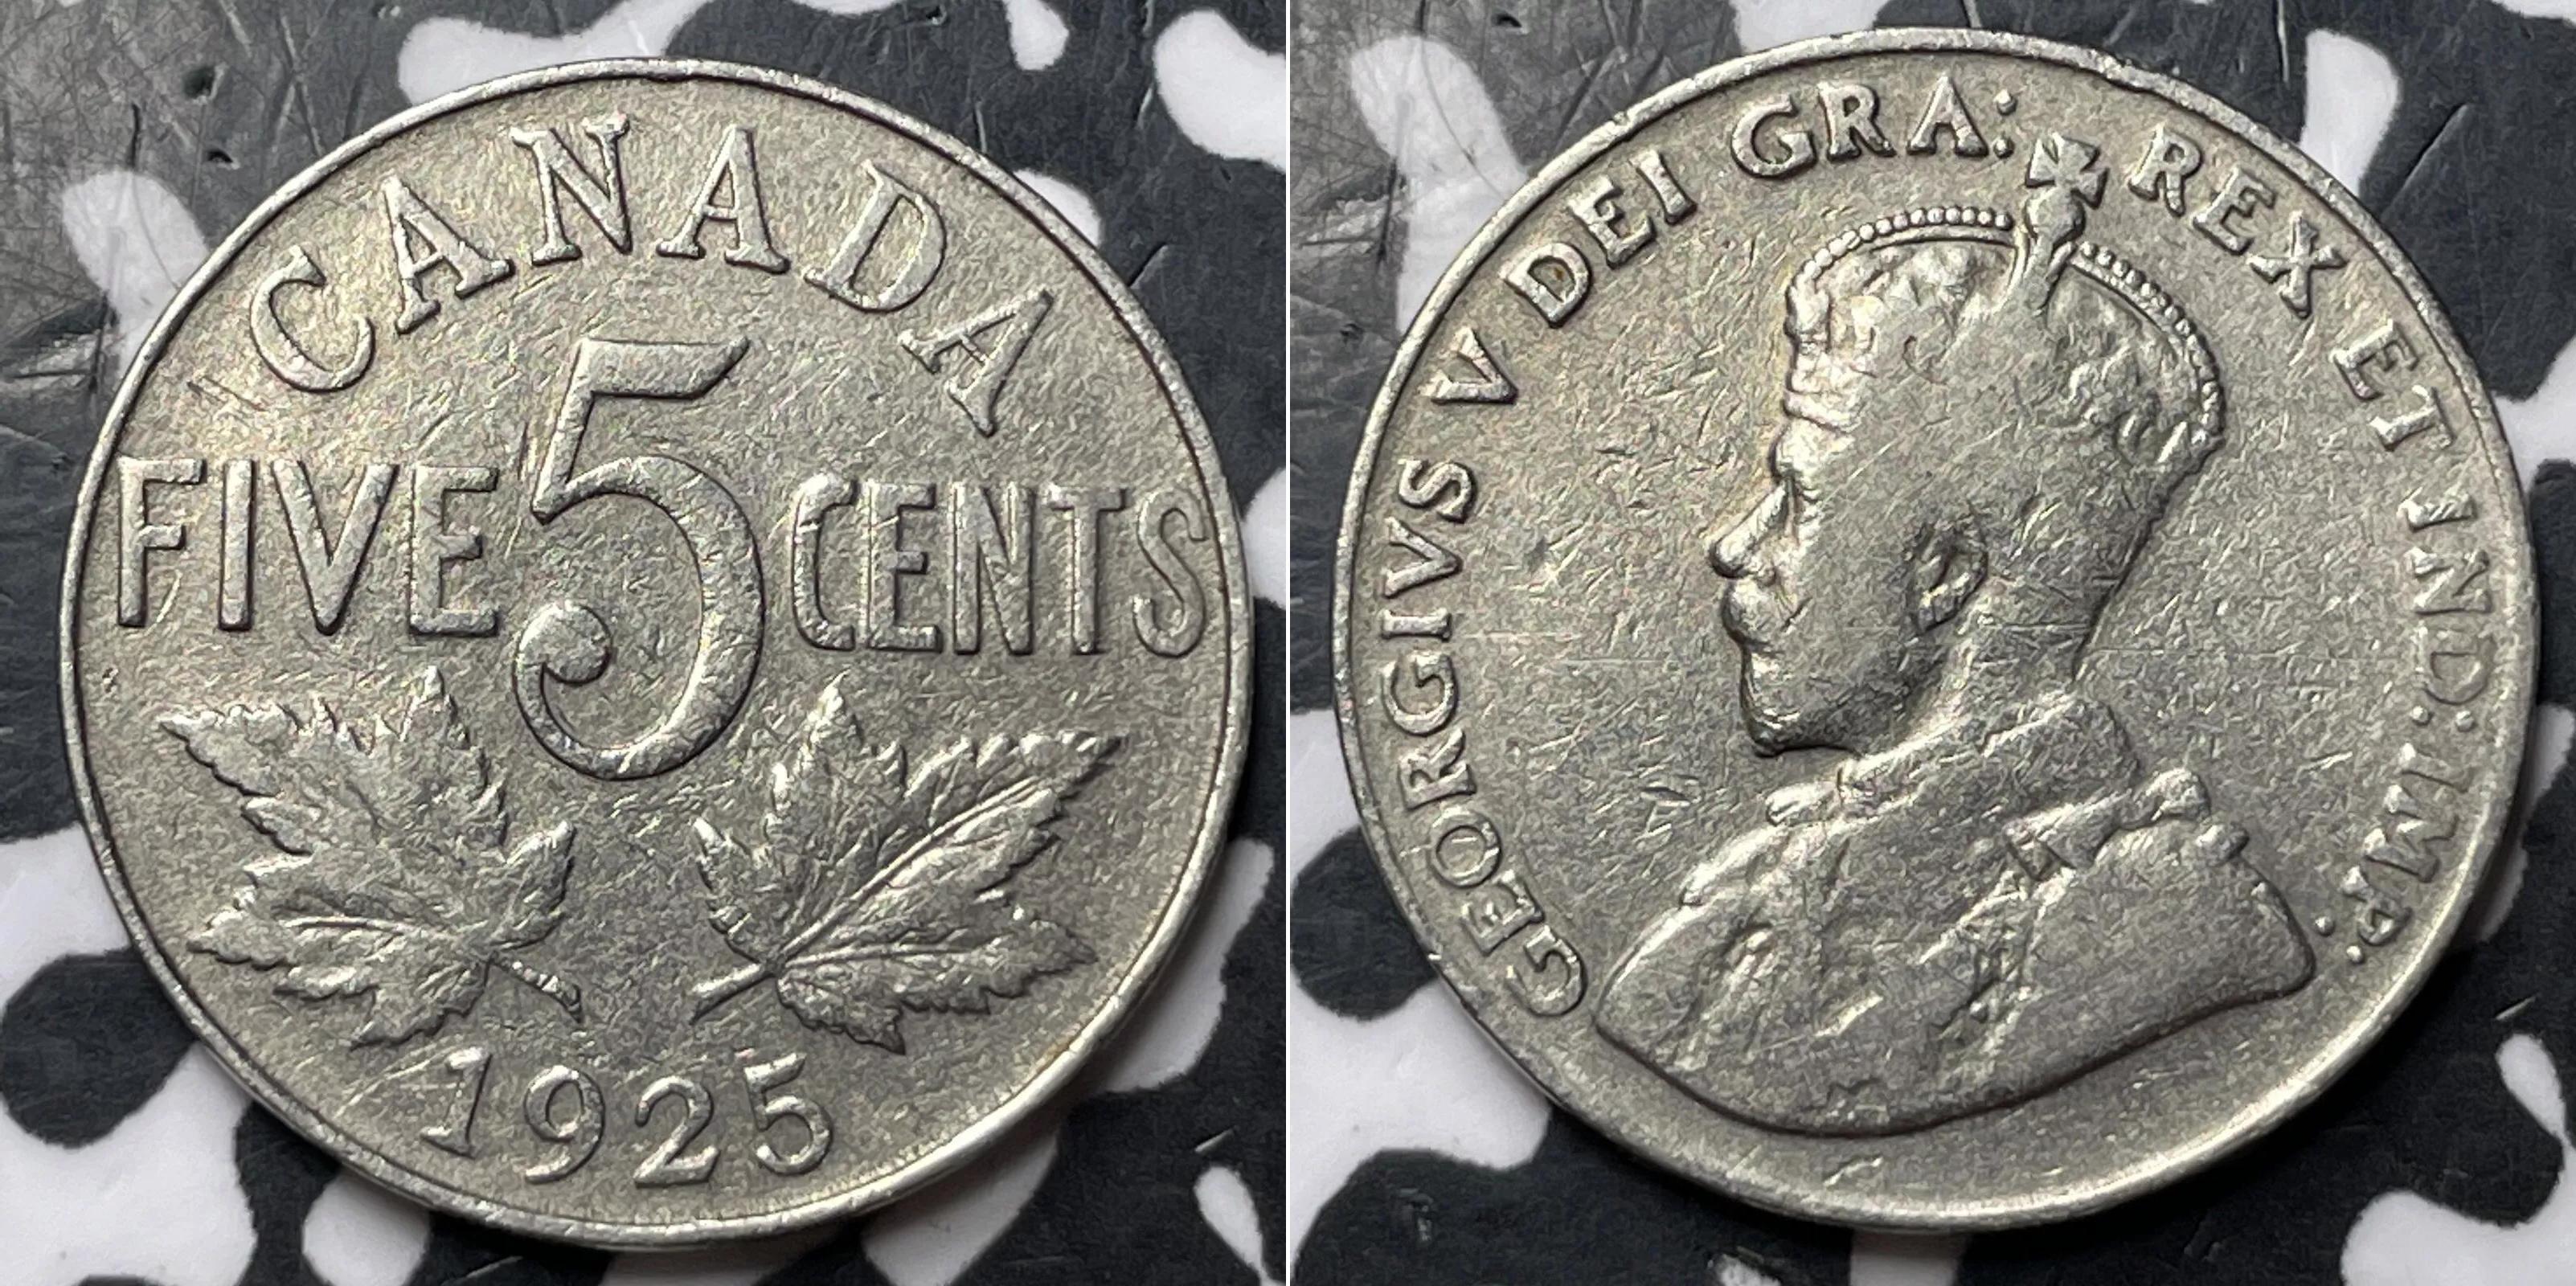 CANADA
FIVE 5 CENTS
1925
GEORGIVS V DEI GRA: REX ET IND: IMP: